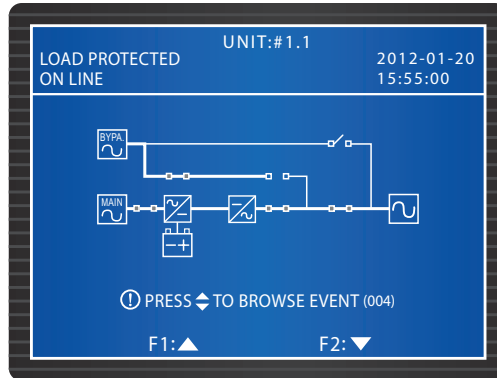 UNIT:#1.1
LOAD PROTECTED
ON LINE
2012-01-20
15:55:00
BYPA.
MAIN
PRESS TO BROWSE EVENT (004)
F1:
F2: